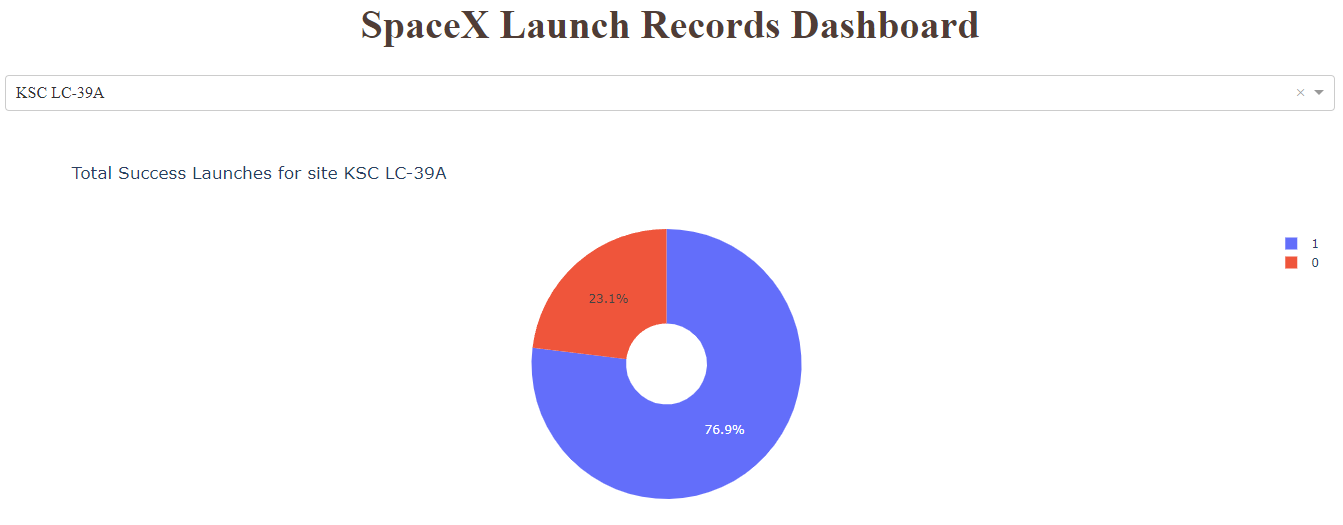 SpaceX Launch Records Dashboard
KSC LC-39A
Total Success Launches for site KSC LC-39A
1
0
23.1%
76.9%